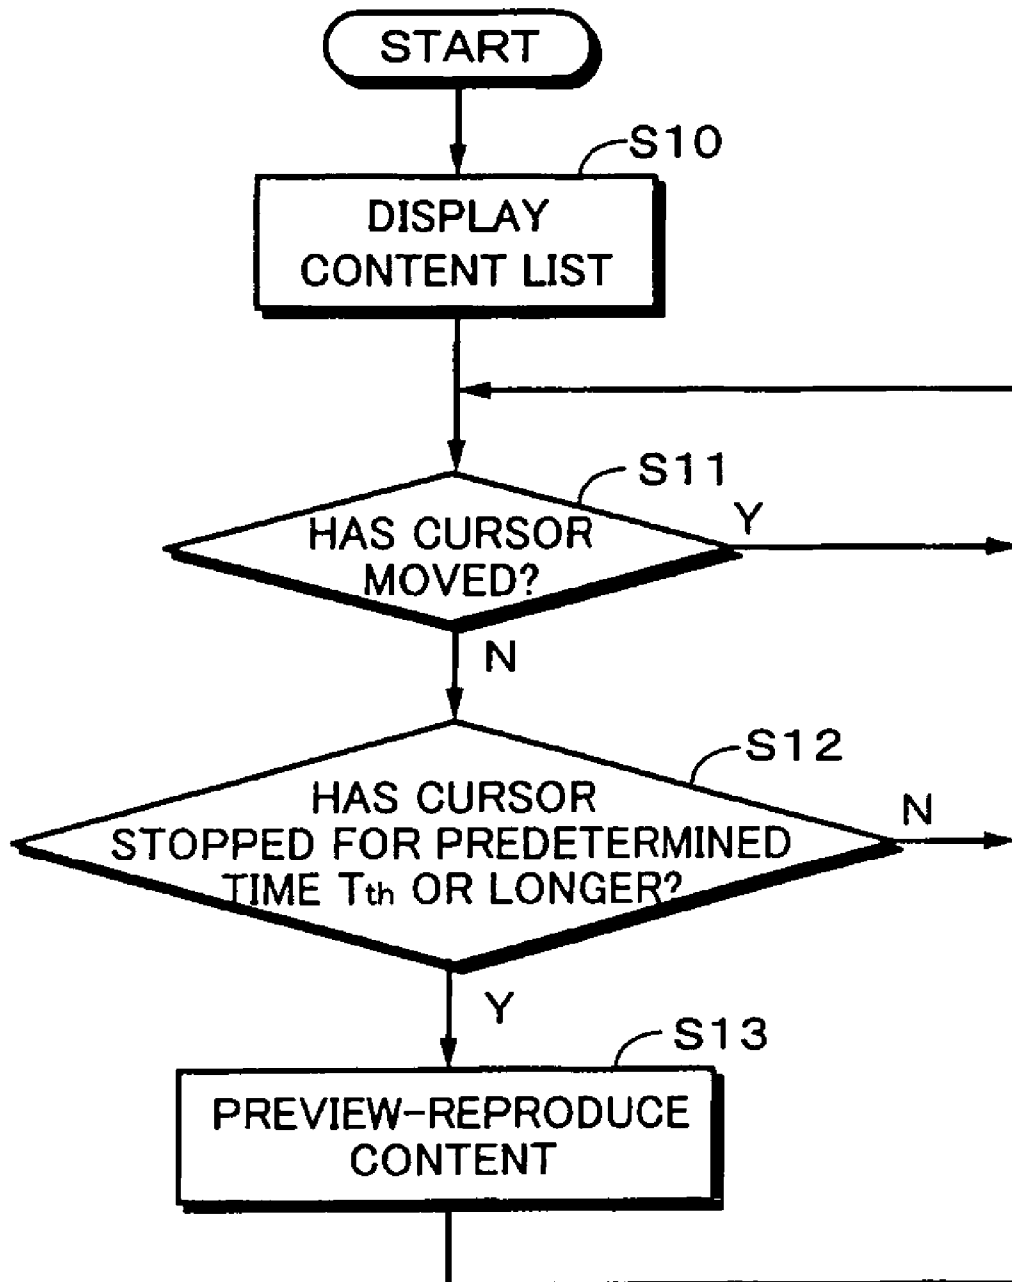 START
S10
DISPLAY
CONTENT LIST
S11
HAS CURSOR
MOVED?
Y
N
S12
HAS CURSOR
STOPPED FOR PREDETERMINED
TIME Tth OR LONGER?
N
Y
S13
PREVIEW-REPRODUCE
CONTENT